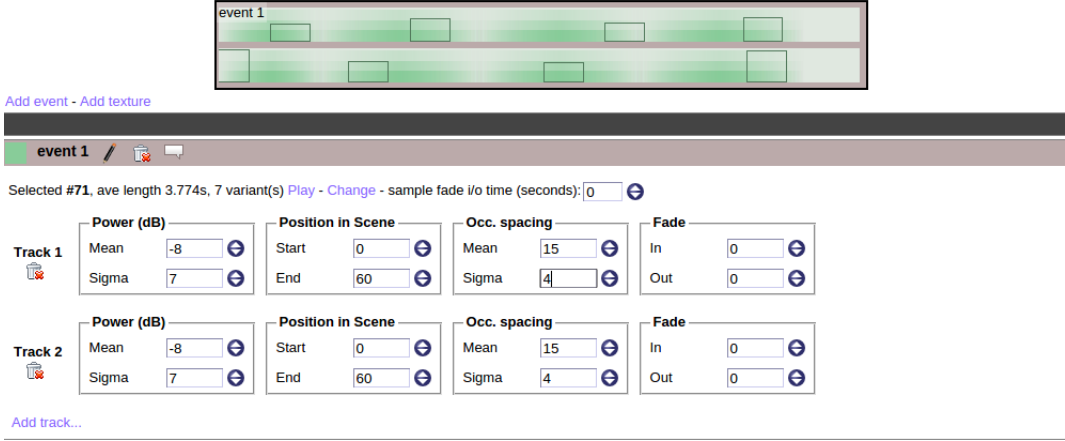 event 1
Add event - Add texture
event 1
Selected #71, ave length 3.774s, 7 variant(s) Play - Change - sample fade i/o time (seconds): 0
Power (dB) Position in Scene Occ. spacing Fade
Track 1 Mean -8 Start 0 Mean 15 In 0
Sigma 7 End 60 Sigma 4 Out 0
Power (dB) Position in Scene Occ. spacing Fade
Track 2 Mean -8 Start 0 Mean 15 In 0
Sigma 7 End 60 Sigma 4 Out 0
Add track...